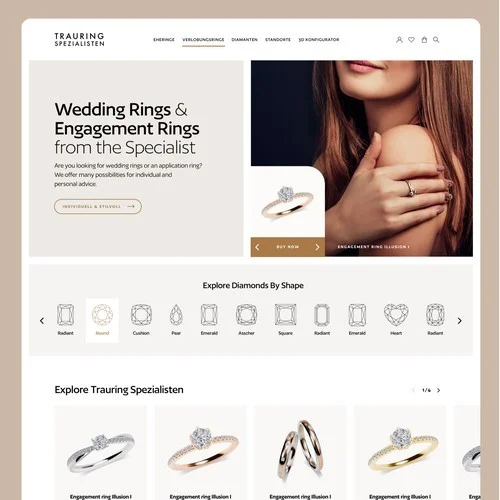 TRAURING
SPEZIALISTEN
EHERINGE VERLOBUNGSRINGE DIAMANTEN STANDORTE 3D KONFIGURATOR
Wedding Rings &
Engagement Rings
from the Specialist
Are you looking for wedding rings or an application ring?
We offer many possibilities for individual and
personal advice.
INDIVIDUELL & STILVOLL
BUY NOW
ENGAGEMENT RING ILLUSION I
Explore Diamonds By Shape
Radiant Round Cushion Pear Emerald Asscher Square Radiant Emerald Heart Radiant
Explore Trauring Spezialisten
1/6
Engagement ring Illusion I Engagement ring Illusion I Engagement ring Illusion I Engagement ring Illusion I